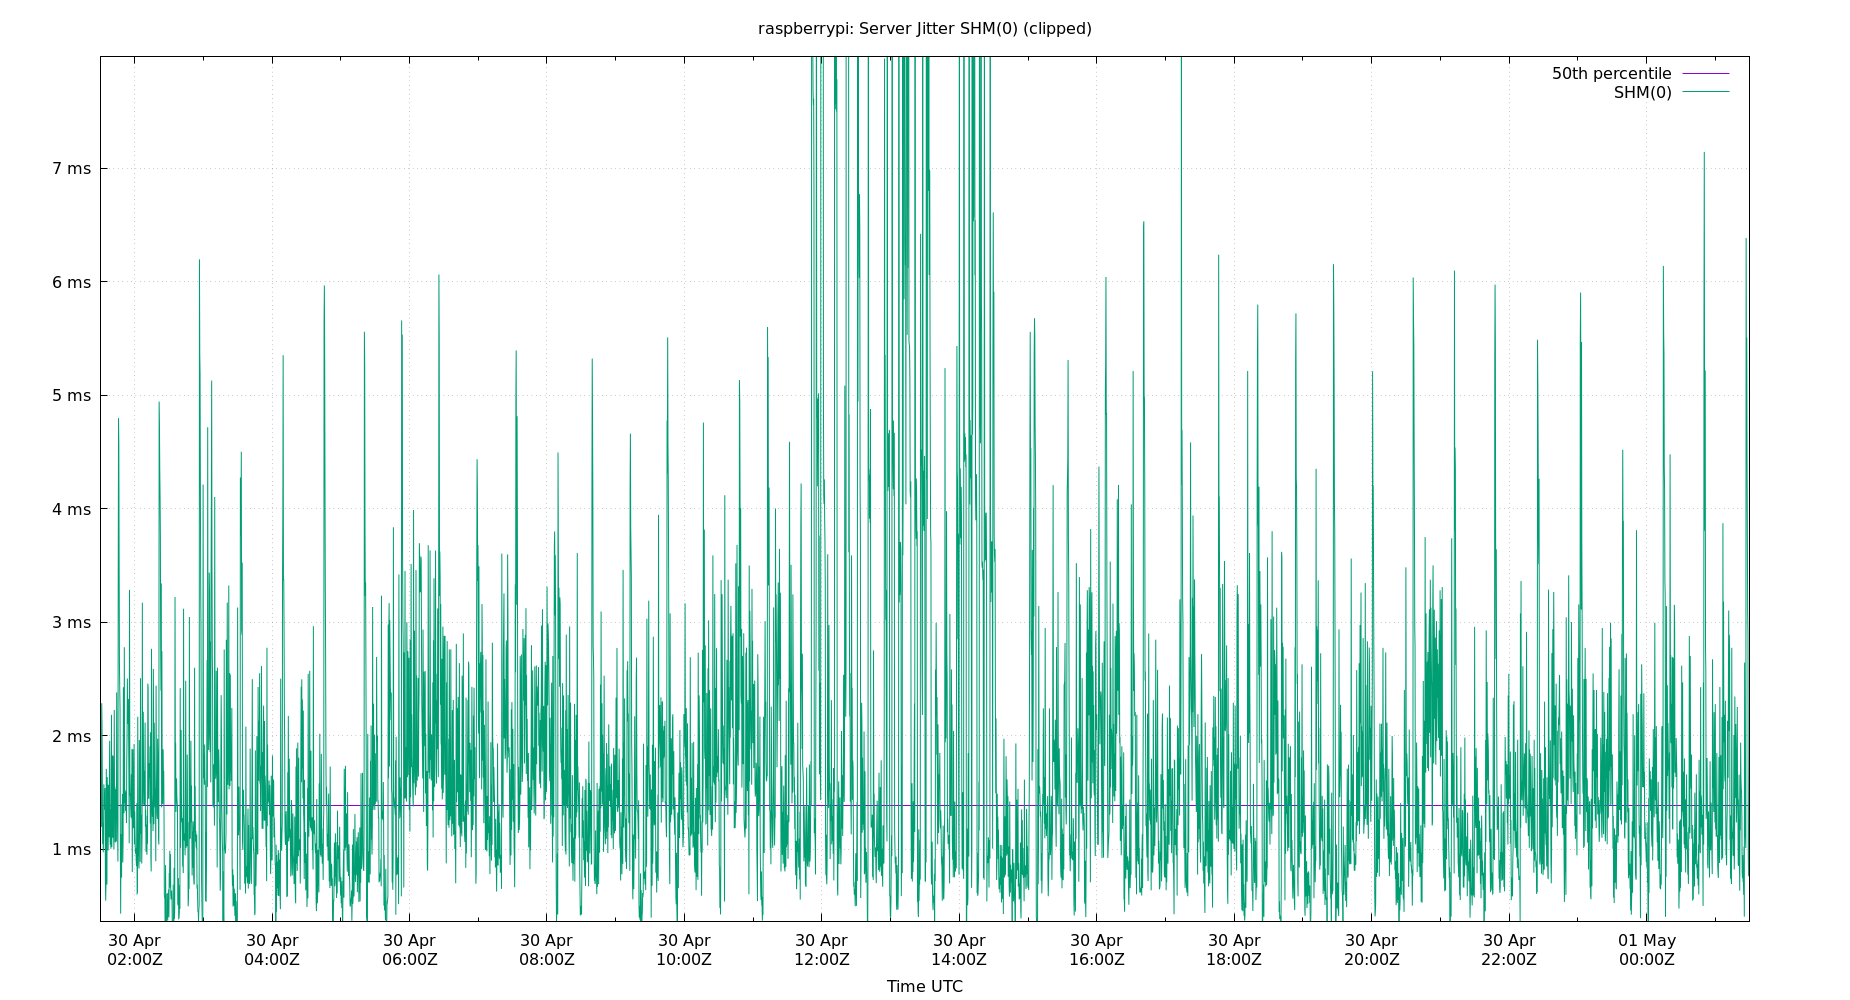 raspberrypi: Server Jitter SHM(0) (clipped)
50th percentile
SHM(0)
7 ms
6 ms
5 ms
4 ms
3 ms
2 ms
1 ms
30 Apr 30 Apr 30 Apr 30 Apr 30 Apr 30 Apr 30 Apr 30 Apr 30 Apr 30 Apr 30 Apr 01 May
02:00Z 04:00Z 06:00Z 08:00Z 10:00Z 12:00Z 14:00Z 16:00Z 18:00Z 20:00Z 22:00Z 00:00Z
Time UTC